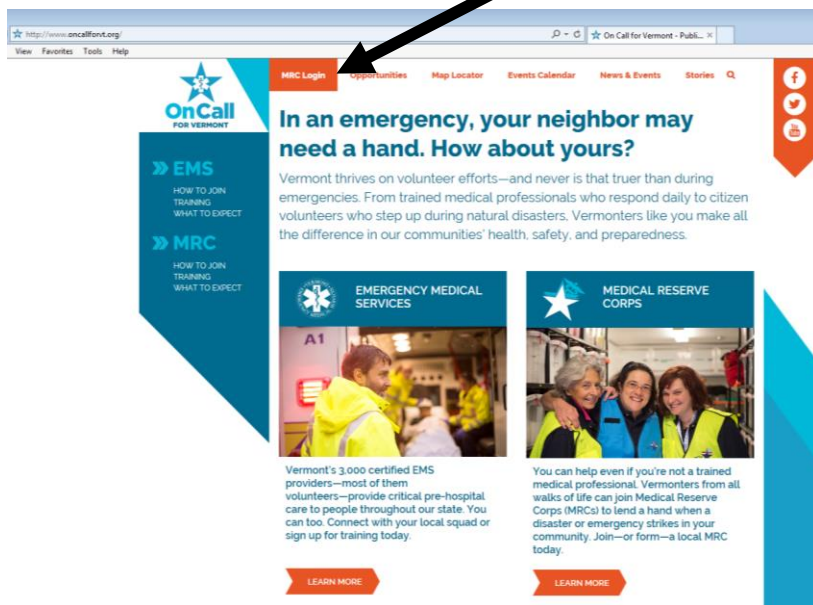 http://www.oncallforvt.org/
On Call for Vermont - Publi...
View Favorites Tools Help
MRC Login Opportunities Map Locator Events Calendar News & Events Stories
OnCall
FOR VERMONT
EMS
HOW TO JOIN
TRAINING
WHAT TO EXPECT
MRC
HOW TO JOIN
TRAINING
WHAT TO EXPECT
In an emergency, your neighbor may
need a hand. How about yours?
Vermont thrives on volunteer efforts—and never is that truer than during
emergencies. From trained medical professionals who respond daily to citizen
volunteers who step up during natural disasters, Vermonters like you make all
the difference in our communities' health, safety, and preparedness.
EMERGENCY MEDICAL
SERVICES
A1
Vermont's 3,000 certified EMS
providers—most of them
volunteers—provide critical pre-hospital
care to people throughout our state. You
can too. Connect with your local squad or
sign up for training today.
LEARN MORE
MEDICAL RESERVE
CORPS
You can help even if you're not a trained
medical professional. Vermonters from all
walks of life can join Medical Reserve
Corps (MRCs) to lend a hand when a
disaster or emergency strikes in your
community. Join—or form—a local MRC
today.
LEARN MORE